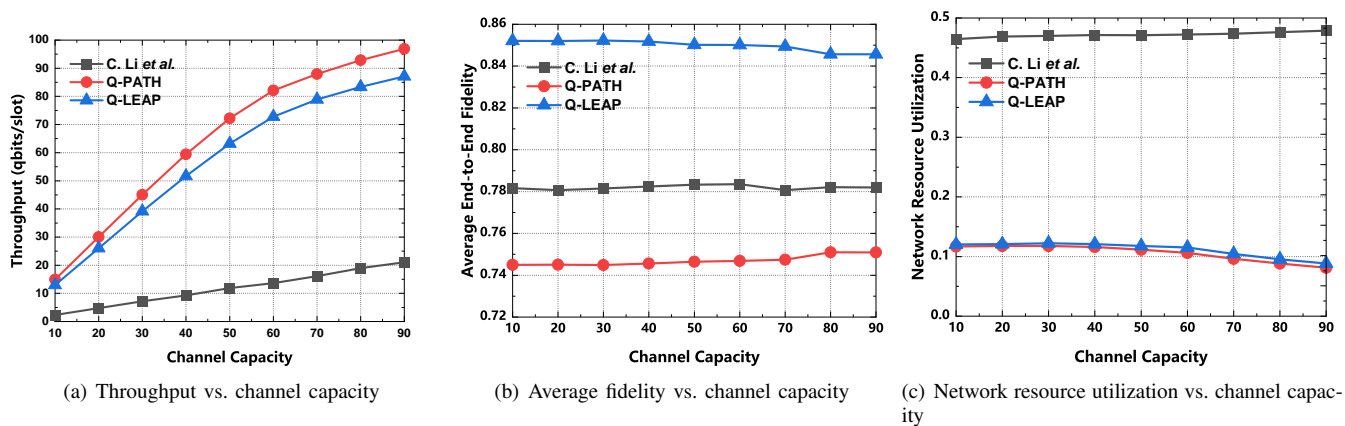 100
90
80
70
60
50
40
30
20
10
0
10 20 30 40 50 60 70 80 90
Throughput (qbits/slot)
Channel Capacity
C. Li et al.
Q-PATH
Q-LEAP
(a) Throughput vs. channel capacity
0.86
0.84
0.82
0.80
0.78
0.76
0.74
0.72
10 20 30 40 50 60 70 80 90
Average End-to-End Fidelity
Channel Capacity
C. Li et al.
Q-PATH
Q-LEAP
(b) Average fidelity vs. channel capacity
0.5
0.4
0.3
0.2
0.1
0.0
10 20 30 40 50 60 70 80 90
Network Resource Utilization
Channel Capacity
C. Li et al.
Q-PATH
Q-LEAP
(c) Network resource utilization vs. channel capac-
ity